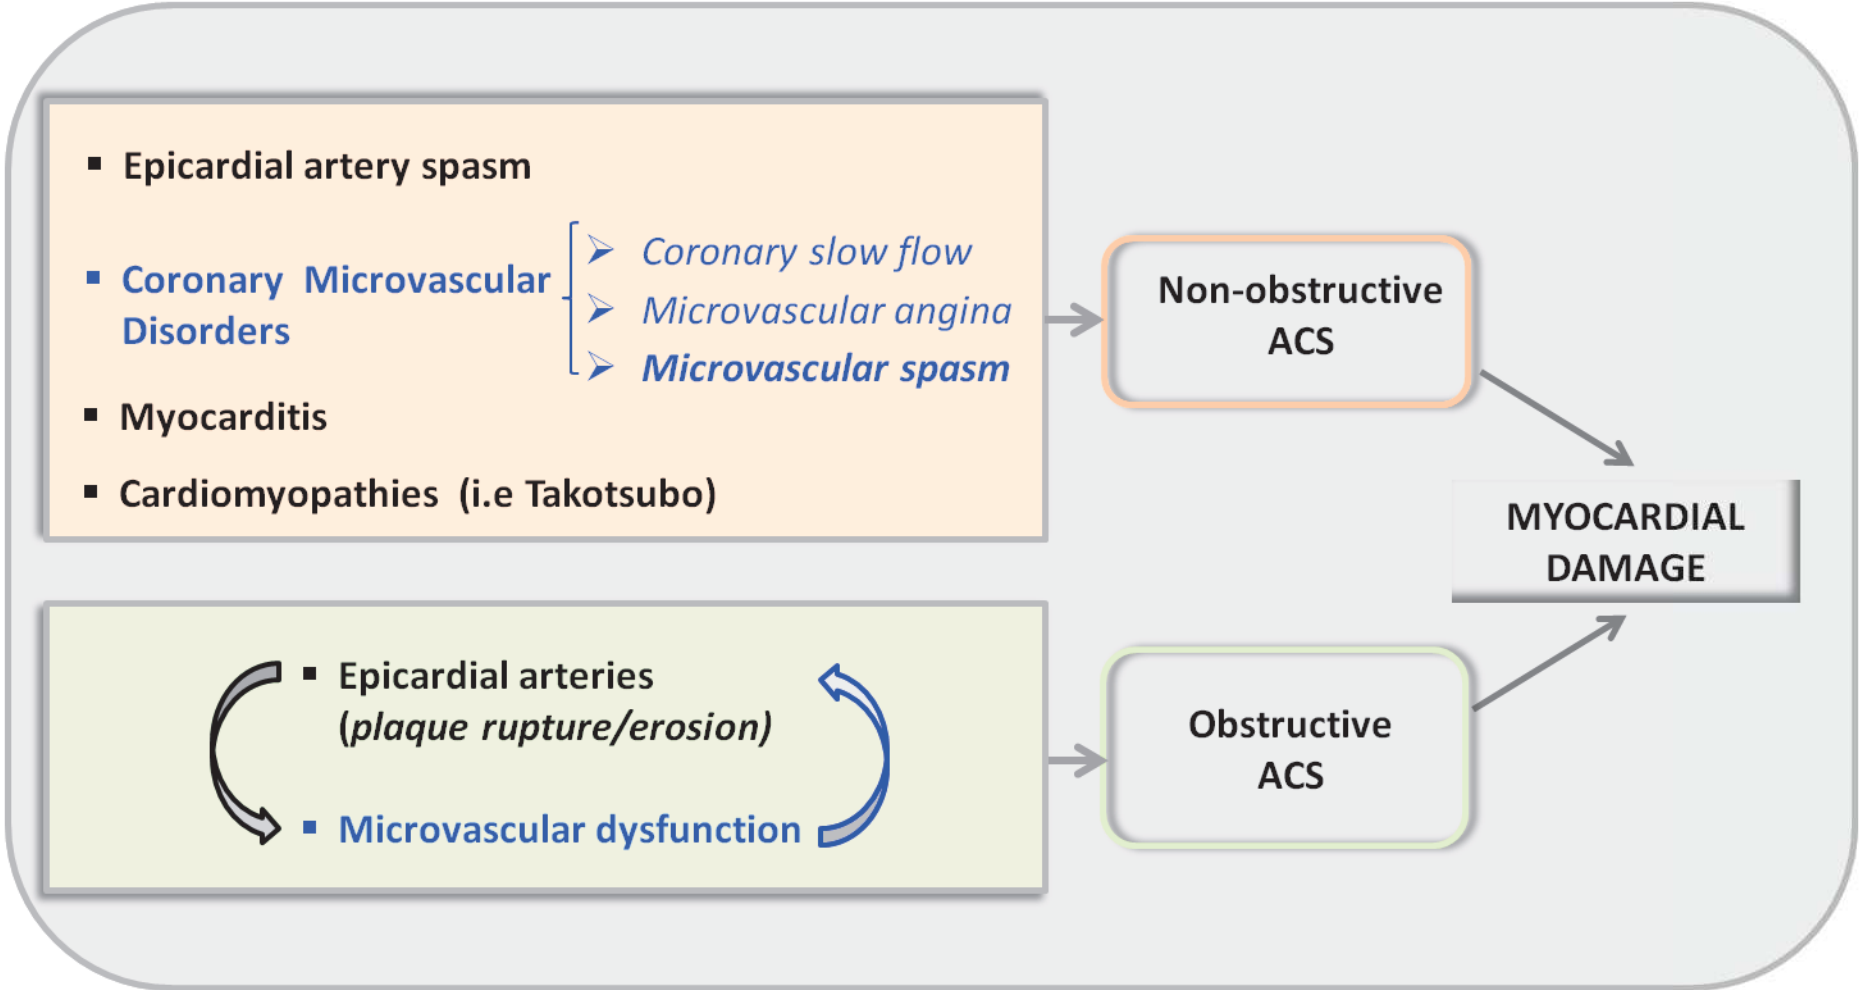 Epicardial artery spasm
Coronary Microvascular
Disorders
Coronary slow flow
Microvascular angina
Microvascular spasm
Myocarditis
Cardiomyopathies (i.e Takotsubo)
Non-obstructive
ACS
MYOCARDIAL
DAMAGE
Epicardial arteries
(plaque rupture/erosion)
Microvascular dysfunction
Obstructive
ACS